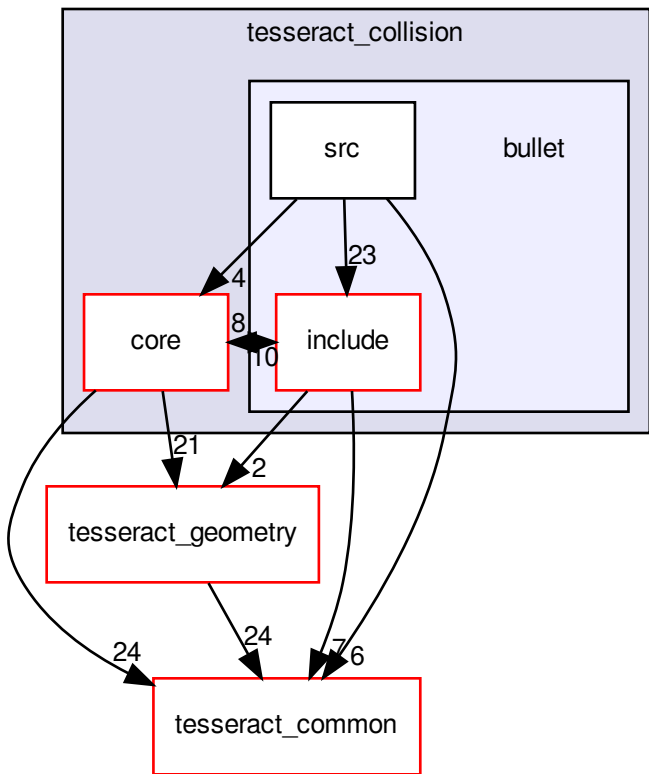 tesseract_collision
src
bullet
23
4
8
10
core
include
21
2
tesseract_geometry
24
24
7
6
tesseract_common